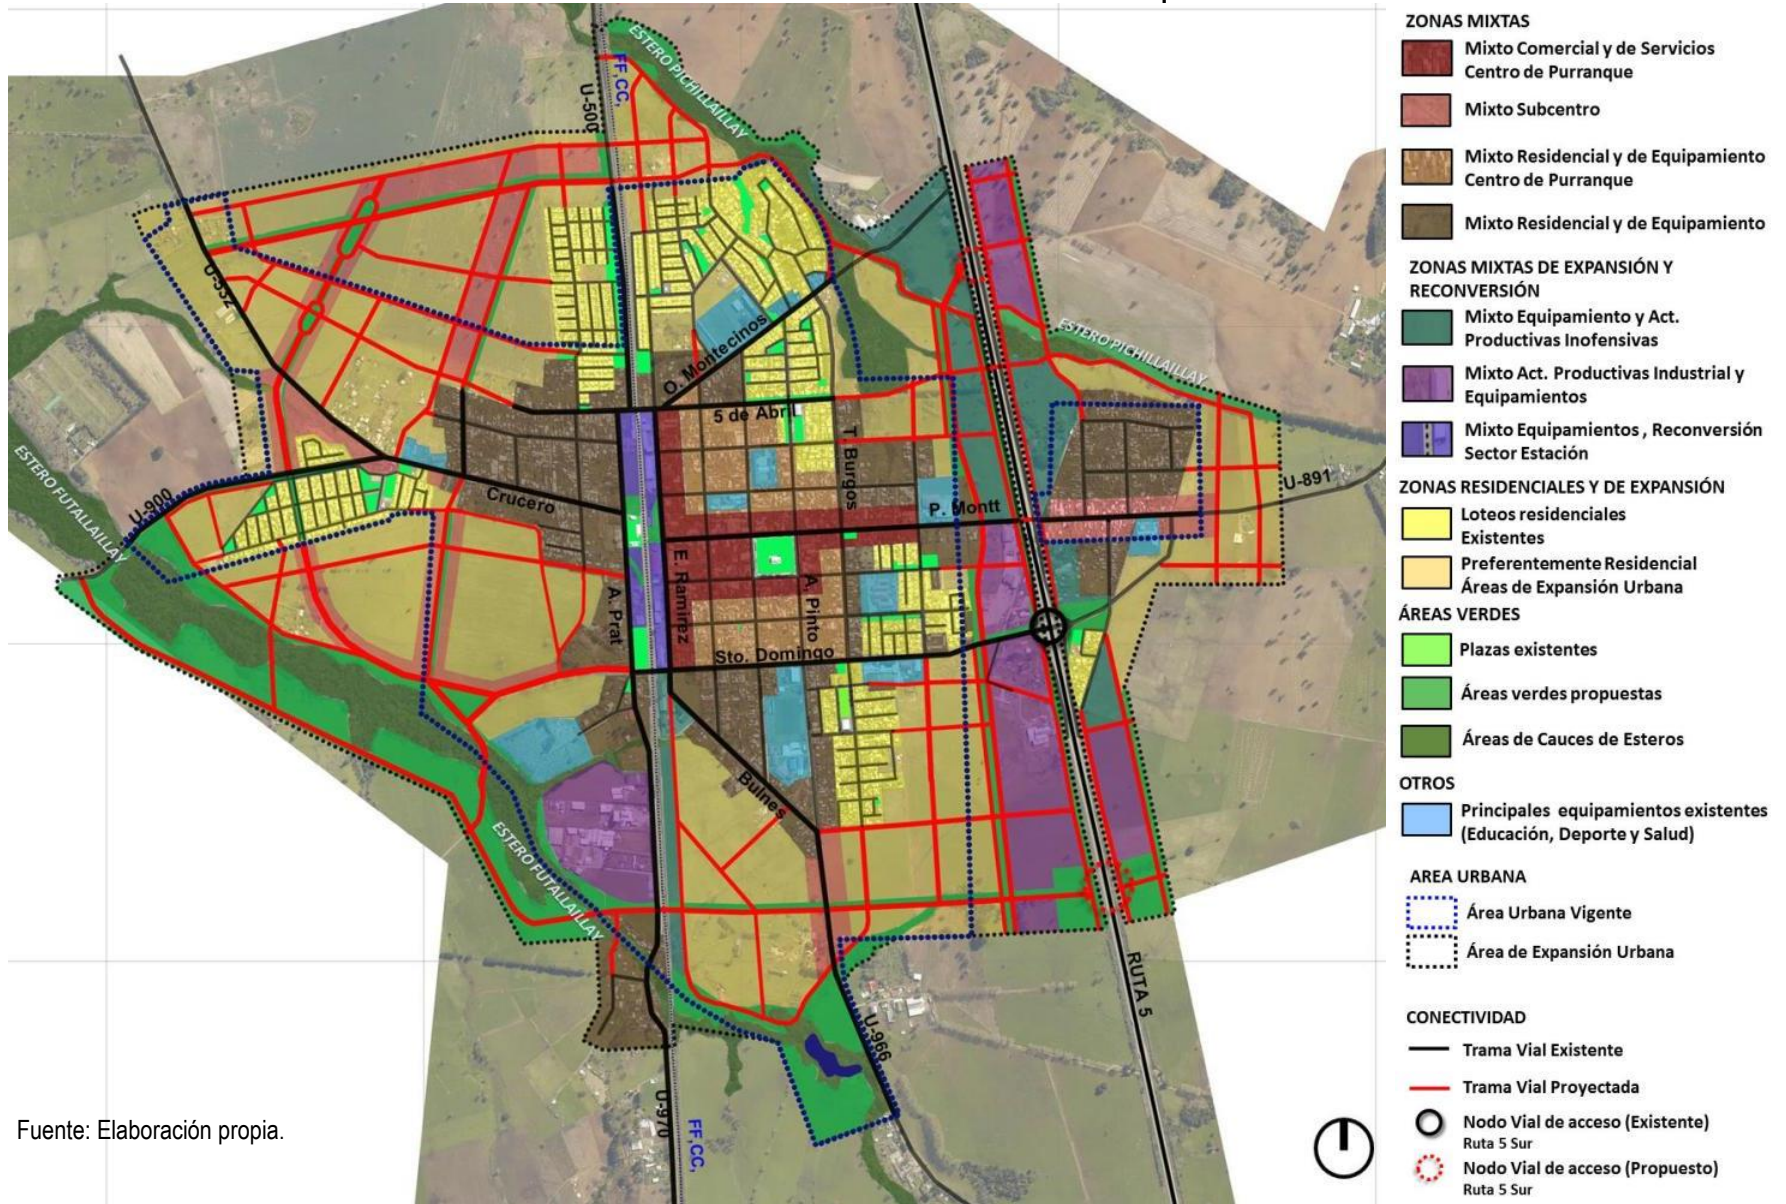 ESTERO PICHILLAILLAY
FF,CC,
U-500
U-532
O. Montecinos
ESTERO PICHILLAILLAY
5 de Abril
T. Burgos
U-891
ESTERO FUTALLAILLAY
U-900
Crucero
P. Montt
E. Ramirez
A. Pinto
A. Prat
Sto. Domingo
Bulnes
ESTERO FUTALLAILLAY
RUTA 5
U-966
U-970
FF,CC,
Fuente: Elaboración propia.
ZONAS MIXTAS
Mixto Comercial y de Servicios
Centro de Purranque
Mixto Subcentro
Mixto Residencial y de Equipamiento
Centro de Purranque
Mixto Residencial y de Equipamiento
ZONAS MIXTAS DE EXPANSIÓN Y
RECONVERSIÓN
Mixto Equipamiento y Act.
Productivas Inofensivas
Mixto Act. Productivas Industrial y
Equipamientos
Mixto Equipamientos , Reconversión
Sector Estación
ZONAS RESIDENCIALES Y DE EXPANSIÓN
Loteos residenciales
Existentes
Preferentemente Residencial
Áreas de Expansión Urbana
ÁREAS VERDES
Plazas existentes
Áreas verdes propuestas
Áreas de Cauces de Esteros
OTROS
Principales equipamientos existentes
(Educación, Deporte y Salud)
AREA URBANA
Área Urbana Vigente
Área de Expansión Urbana
CONECTIVIDAD
Trama Vial Existente
Trama Vial Proyectada
Nodo Vial de acceso (Existente)
Ruta 5 Sur
Nodo Vial de acceso (Propuesto)
Ruta 5 Sur